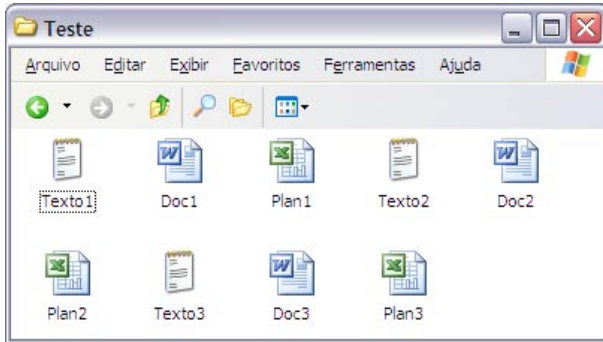 Teste
Arquivo Editar Exibir Favoritos Ferramentas Ajuda
Texto1 Doc1 Plan1 Texto2 Doc2
Plan2 Texto3 Doc3 Plan3